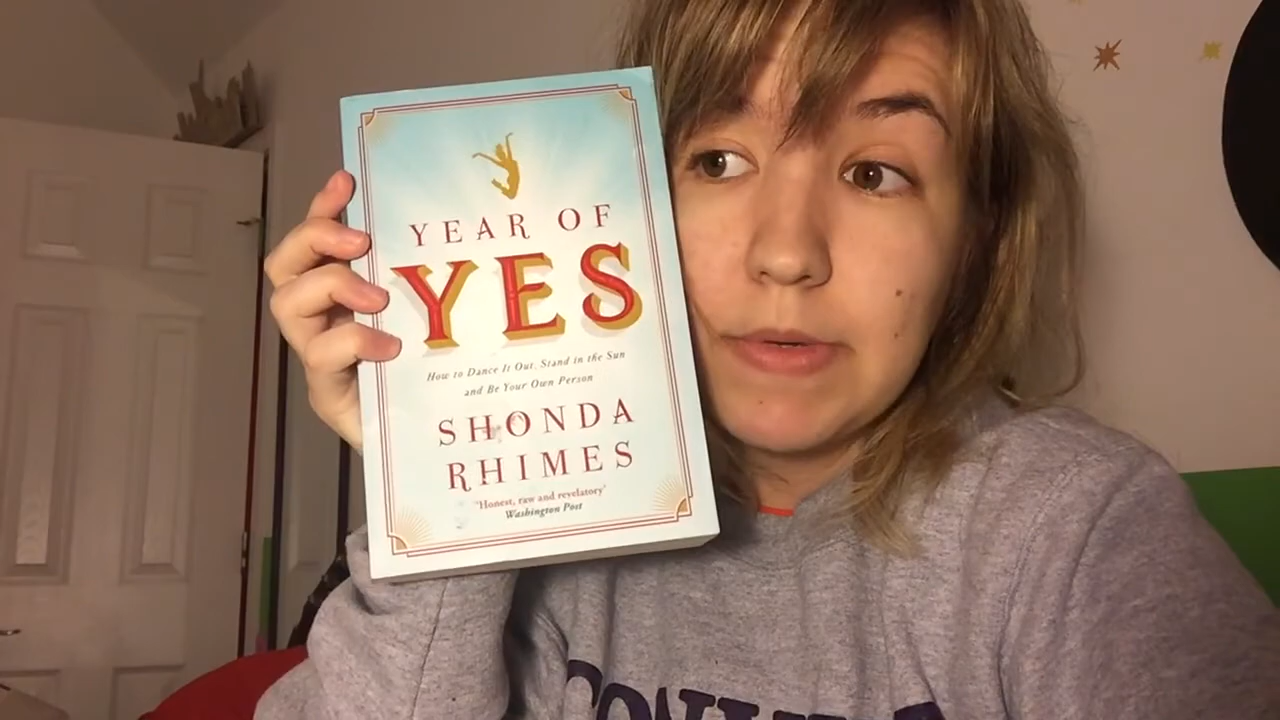 YEAR OF
YES
How to Dance It Out, Stand in the Sun
and Be Your Own Person
SHONDA
RHIMES
'Honest, raw and revelatory'
Washington Post